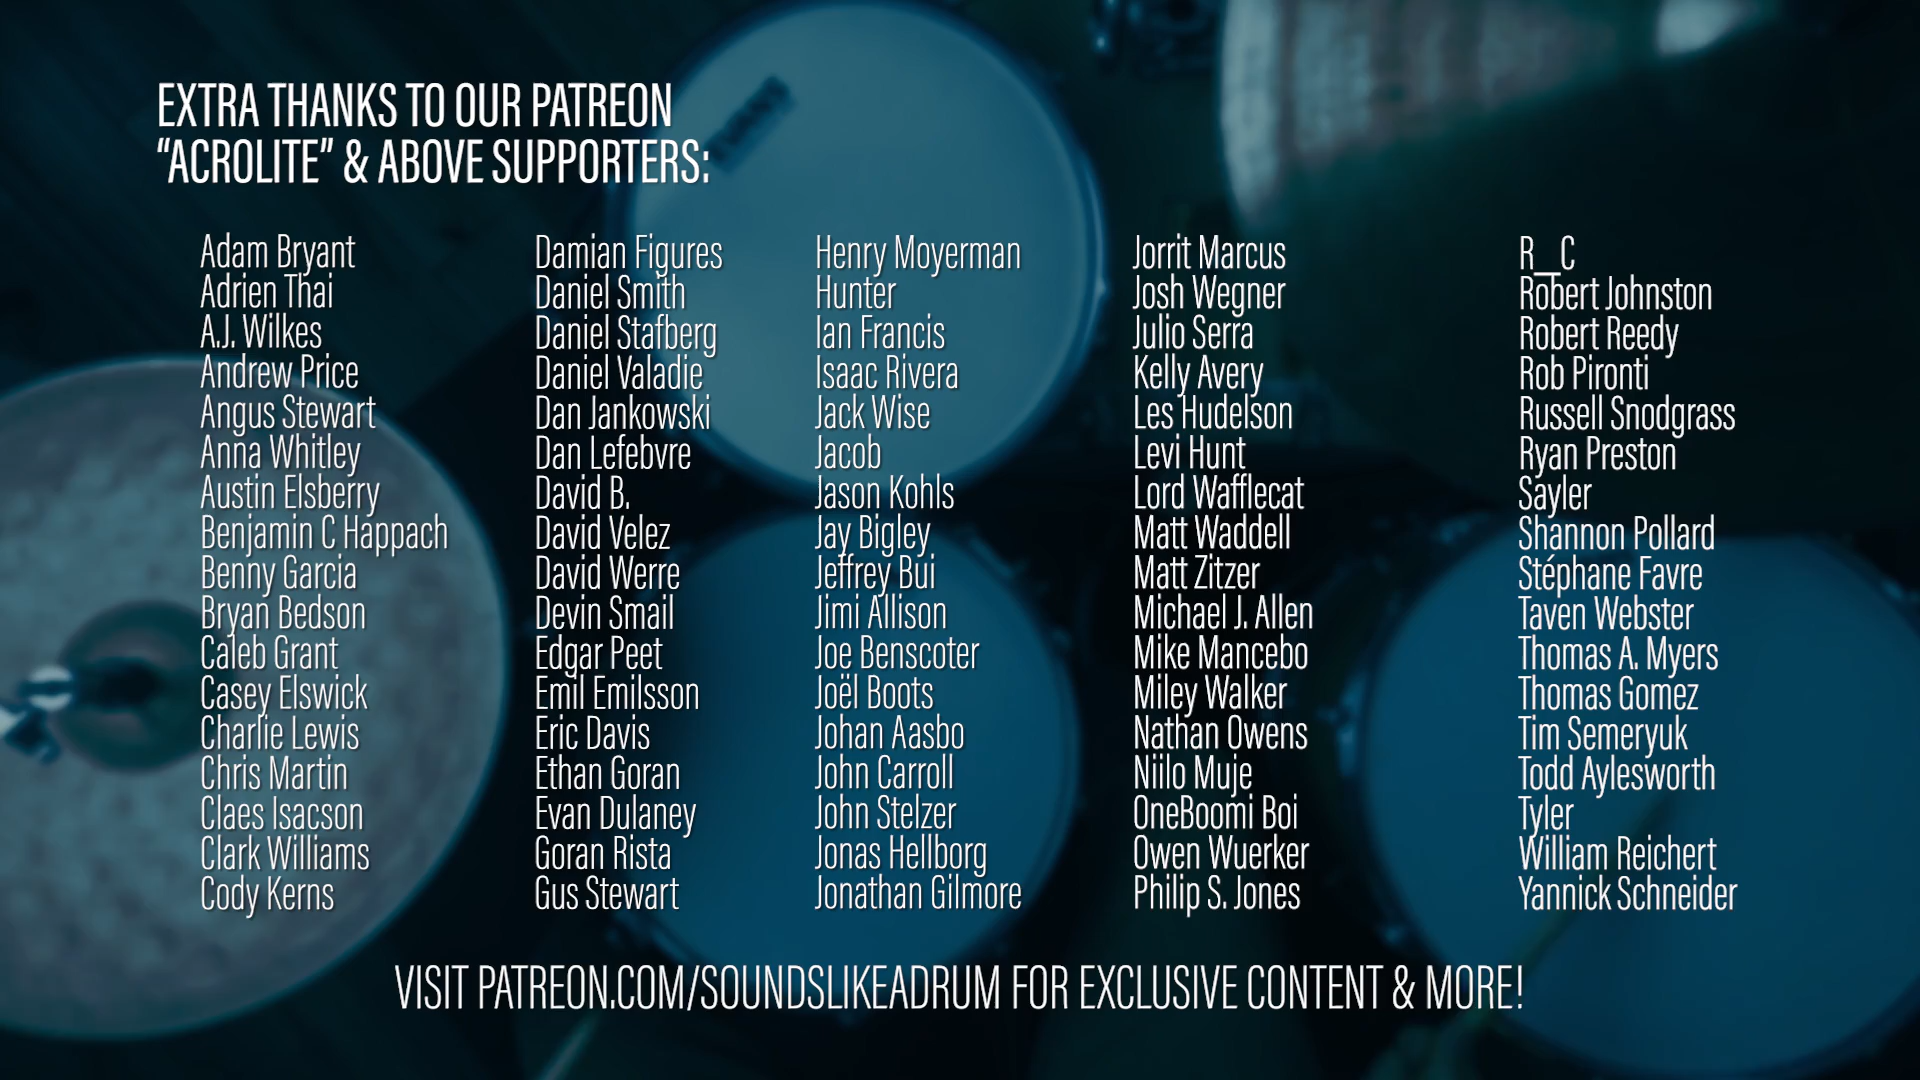 EXTRA THANKS TO OUR PATREON
“ACROLITE” & ABOVE SUPPORTERS:
Adam Bryant
Adrien Thai
A.J. Wilkes
Andrew Price
Angus Stewart
Anna Whitley
Austin Elsberry
Benjamin C Happach
Benny Garcia
Bryan Bedson
Caleb Grant
Casey Elswick
Charlie Lewis
Chris Martin
Claes Isacson
Clark Williams
Cody Kerns
Damian Figures
Daniel Smith
Daniel Stafberg
Daniel Valadie
Dan Jankowski
Dan Lefebvre
David B.
David Velez
David Werre
Devin Smail
Edgar Peet
Emil Emilsson
Eric Davis
Ethan Goran
Evan Dulaney
Goran Rista
Gus Stewart
Henry Moyerman
Hunter
Ian Francis
Isaac Rivera
Jack Wise
Jacob
Jason Kohls
Jay Bigley
Jeffrey Bui
Jimi Allison
Joe Benscoter
Joël Boots
Johan Aasbo
John Carroll
John Stelzer
Jonas Hellborg
Jonathan Gilmore
Jorrit Marcus
Josh Wegner
Julio Serra
Kelly Avery
Les Hudelson
Levi Hunt
Lord Wafflecat
Matt Waddell
Matt Zitzer
Michael J. Allen
Mike Mancebo
Miley Walker
Nathan Owens
Niilo Muje
OneBoomi Boi
Owen Wuerker
Philip S. Jones
R__C
Robert Johnston
Robert Reedy
Rob Pironti
Russell Snodgrass
Ryan Preston
Sayler
Shannon Pollard
Stéphane Favre
Taven Webster
Thomas A. Myers
Thomas Gomez
Tim Semeryuk
Todd Aylesworth
Tyler
William Reichert
Yannick Schneider
VISIT PATREON.COM/SOUNDSLIKEADRUM FOR EXCLUSIVE CONTENT & MORE!